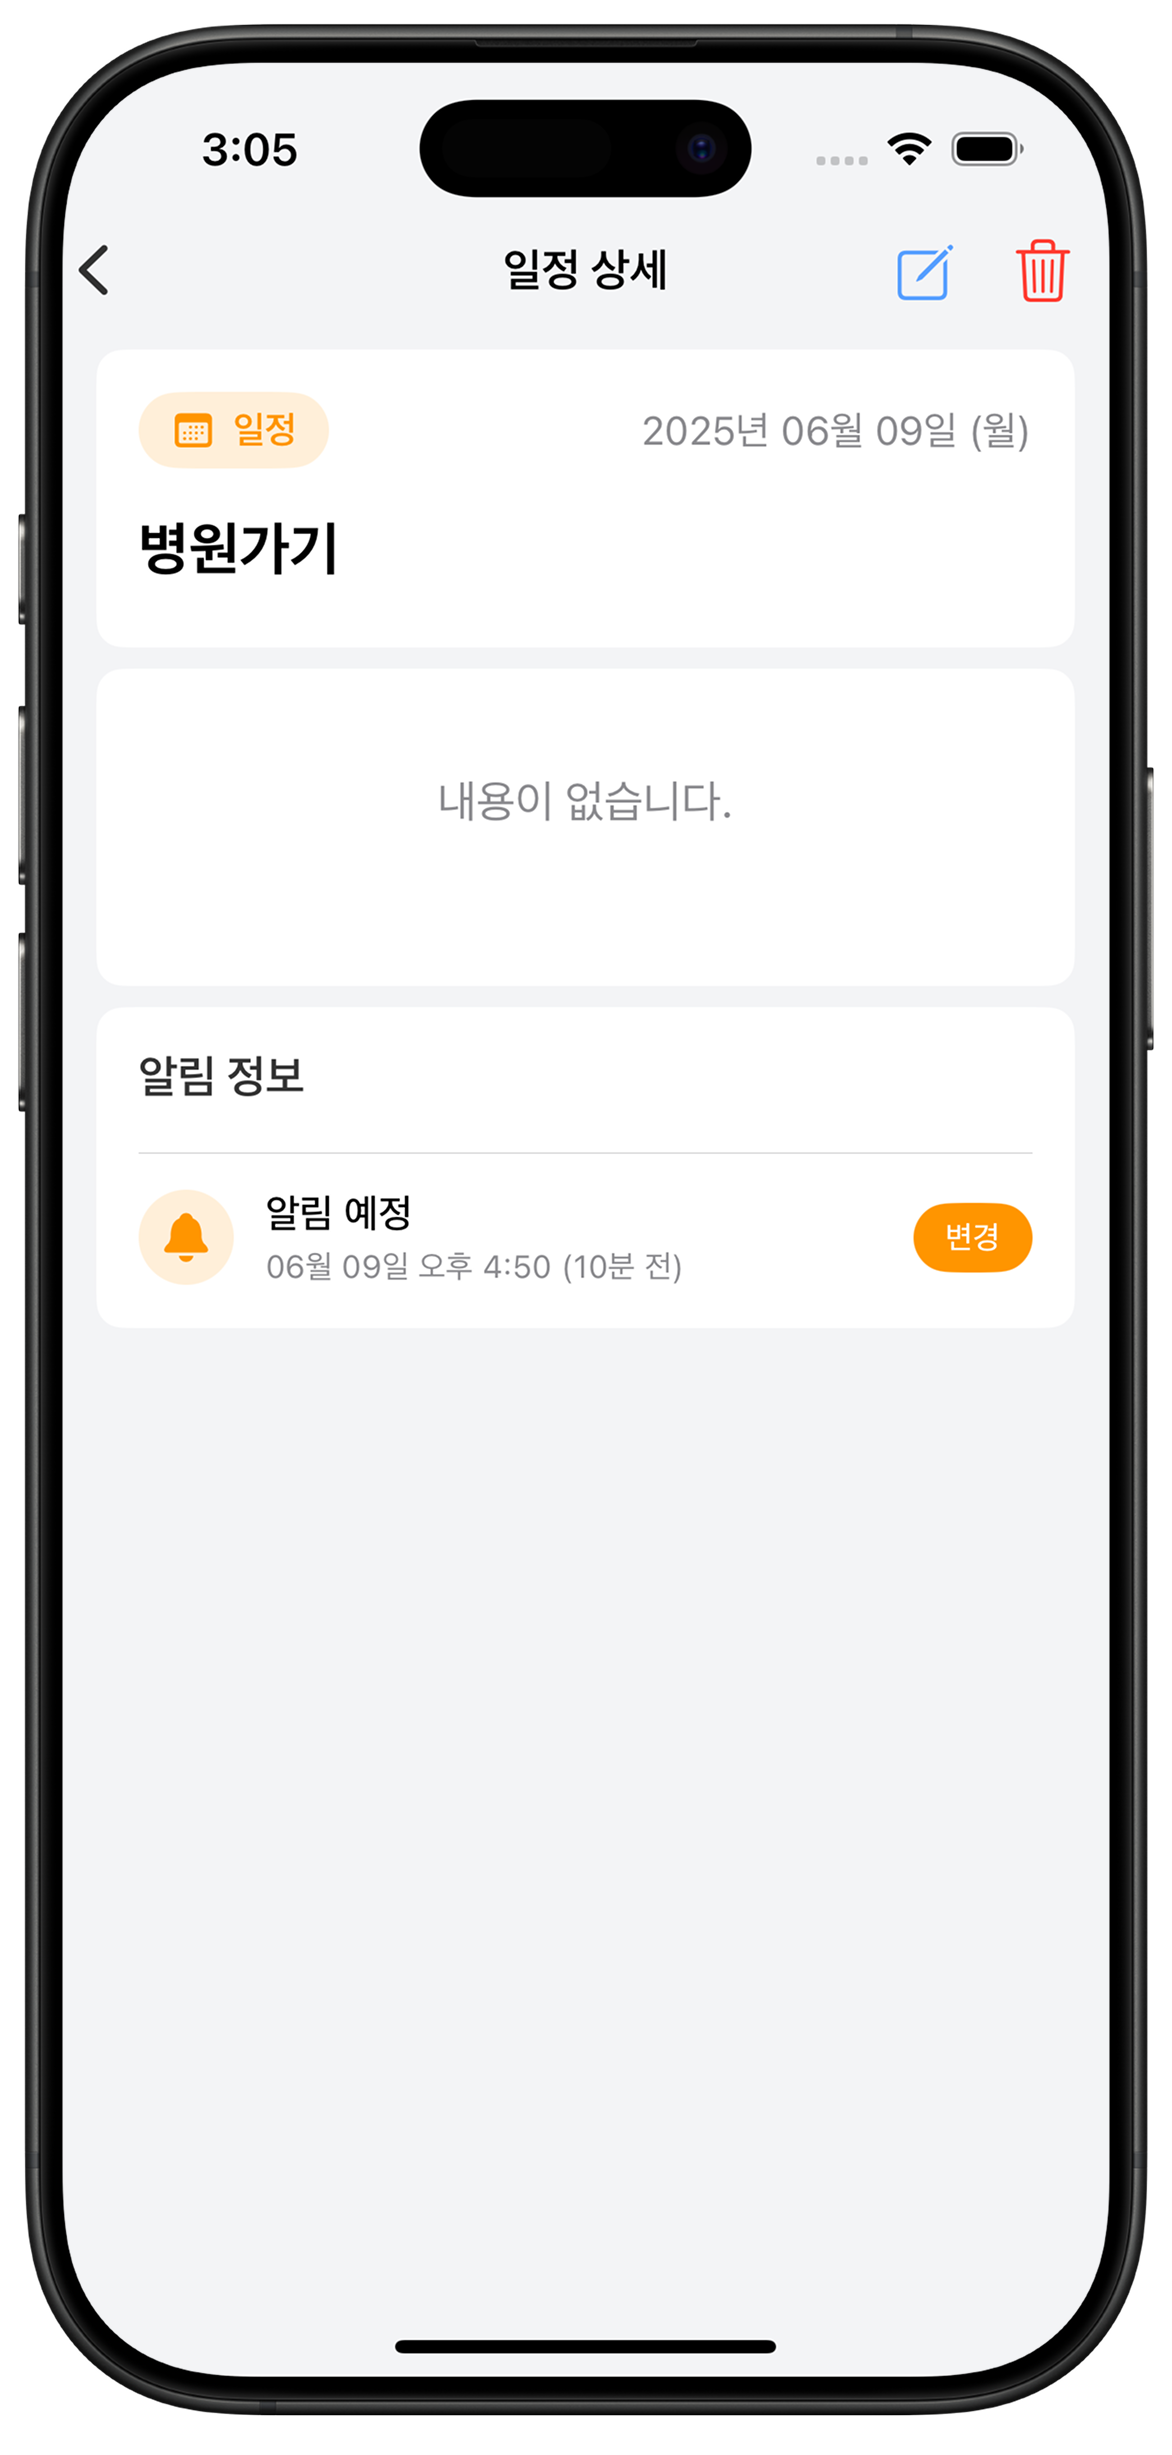 3:05
일정 상세
일정
2025년 06월 09일 (월)
병원가기
내용이 없습니다.
알림 정보
알림 예정
06월 09일 오후 4:50 (10분 전)
변경